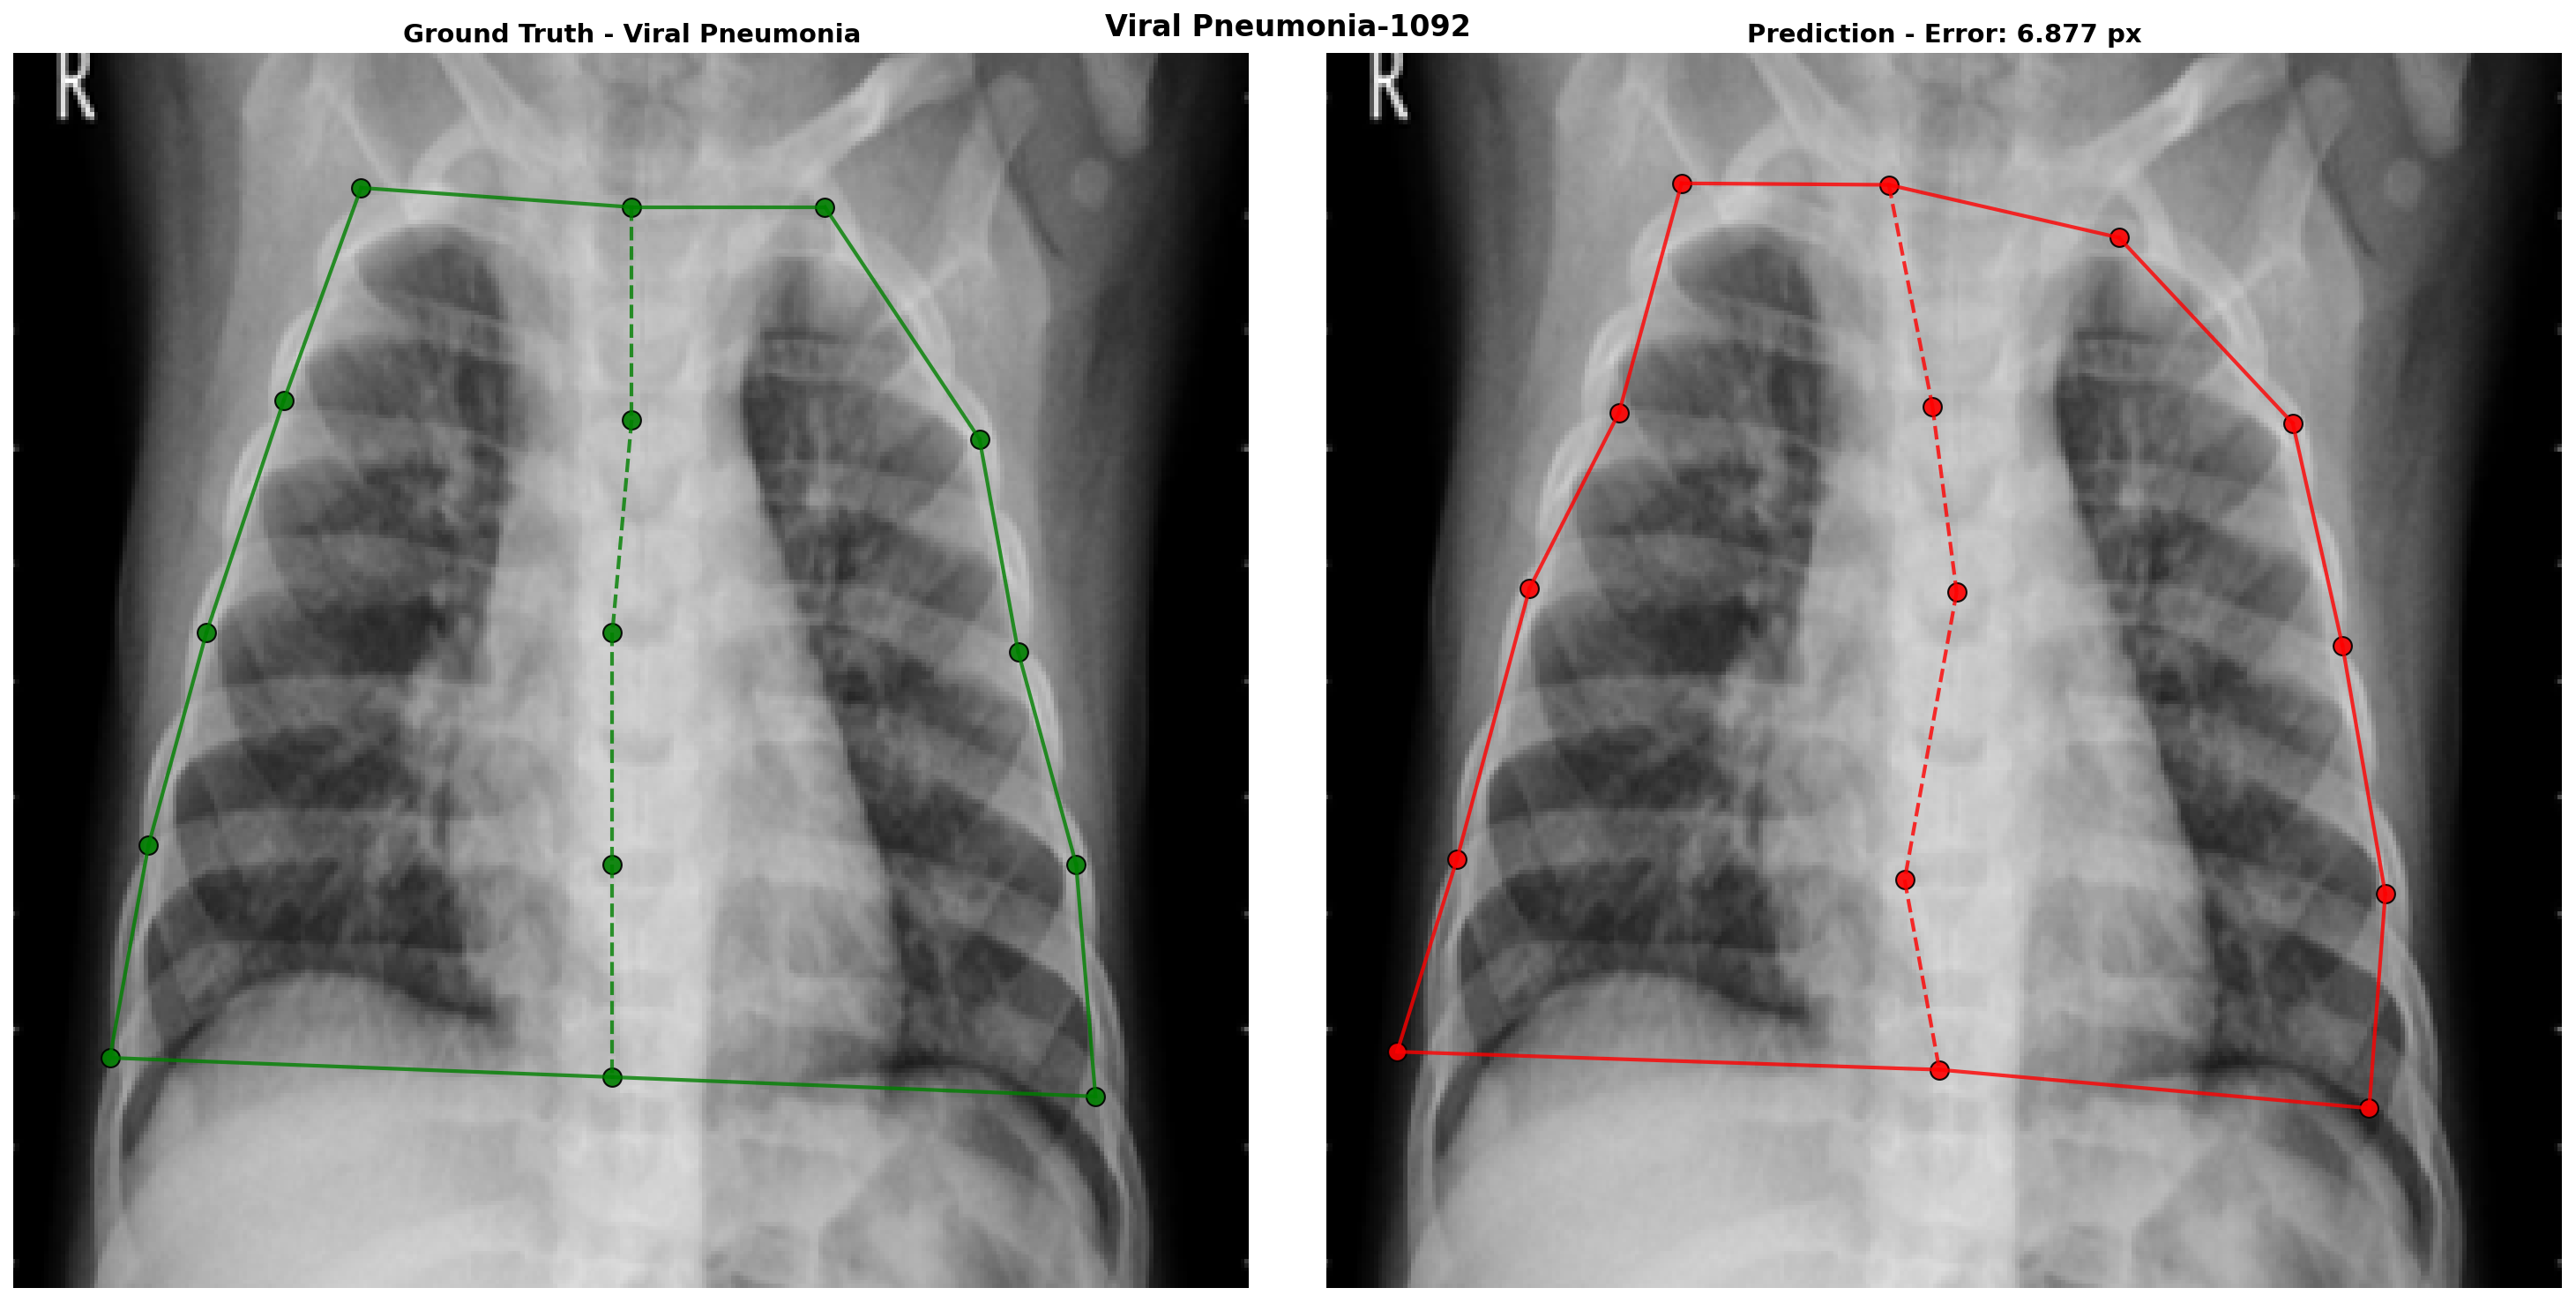 Viral Pneumonia-1092
Ground Truth - Viral Pneumonia
Prediction - Error: 6.877 px
R
R